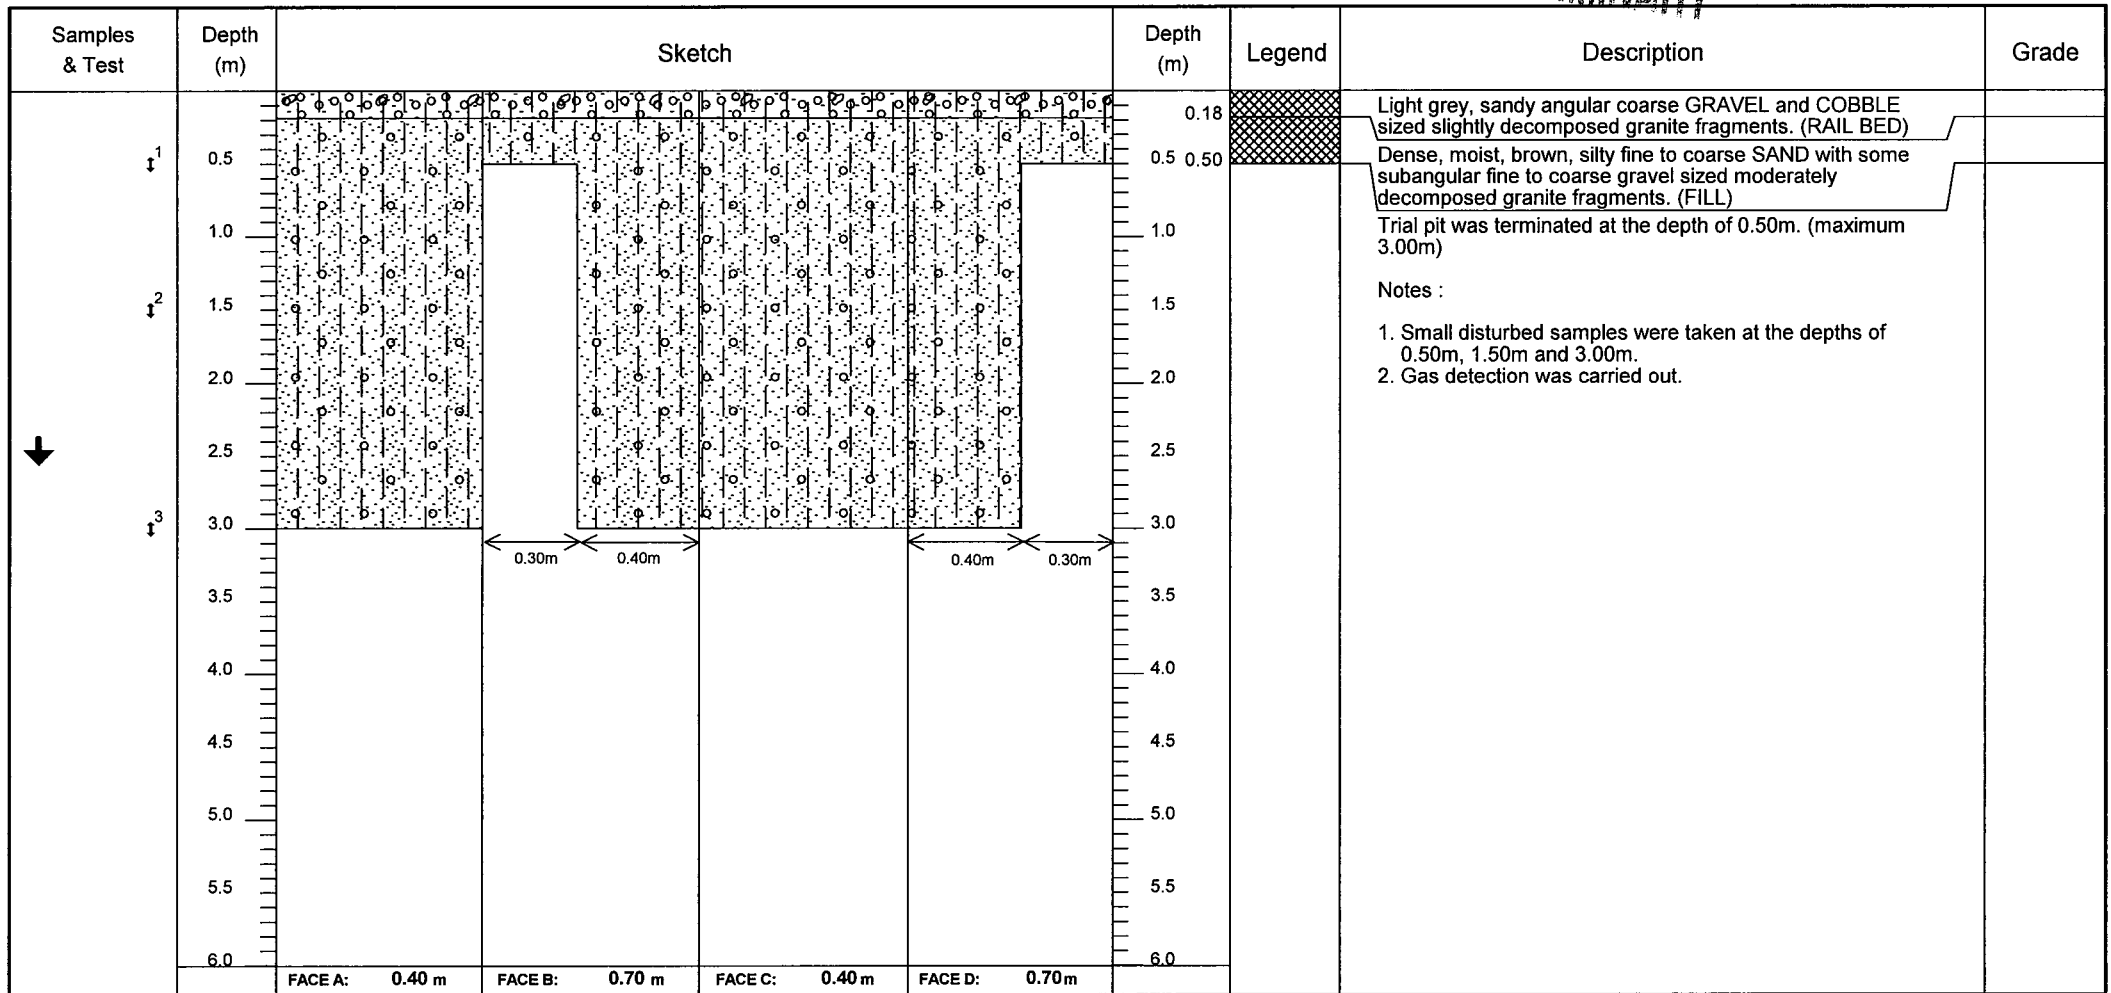 Samples & Test
Depth (m)
Sketch
Depth (m)
Legend
Description
Grade
0.5
1.0
1.5
2.0
2.5
3.0
3.5
4.0
4.5
5.0
5.5
6.0
1
2
3
0.30m
0.40m
0.40m
0.30m
FACE A: 0.40 m
FACE B: 0.70 m
FACE C: 0.40 m
FACE D: 0.70 m
0.18
0.5 0.50
1.0
1.5
2.0
2.5
3.0
3.5
4.0
4.5
5.0
5.5
6.0
Light grey, sandy angular coarse GRAVEL and COBBLE
sized slightly decomposed granite fragments. (RAIL BED)
Dense, moist, brown, silty fine to coarse SAND with some
subangular fine to coarse gravel sized moderately
decomposed granite fragments. (FILL)
Trial pit was terminated at the depth of 0.50m. (maximum
3.00m)
Notes :
1. Small disturbed samples were taken at the depths of
0.50m, 1.50m and 3.00m.
2. Gas detection was carried out.